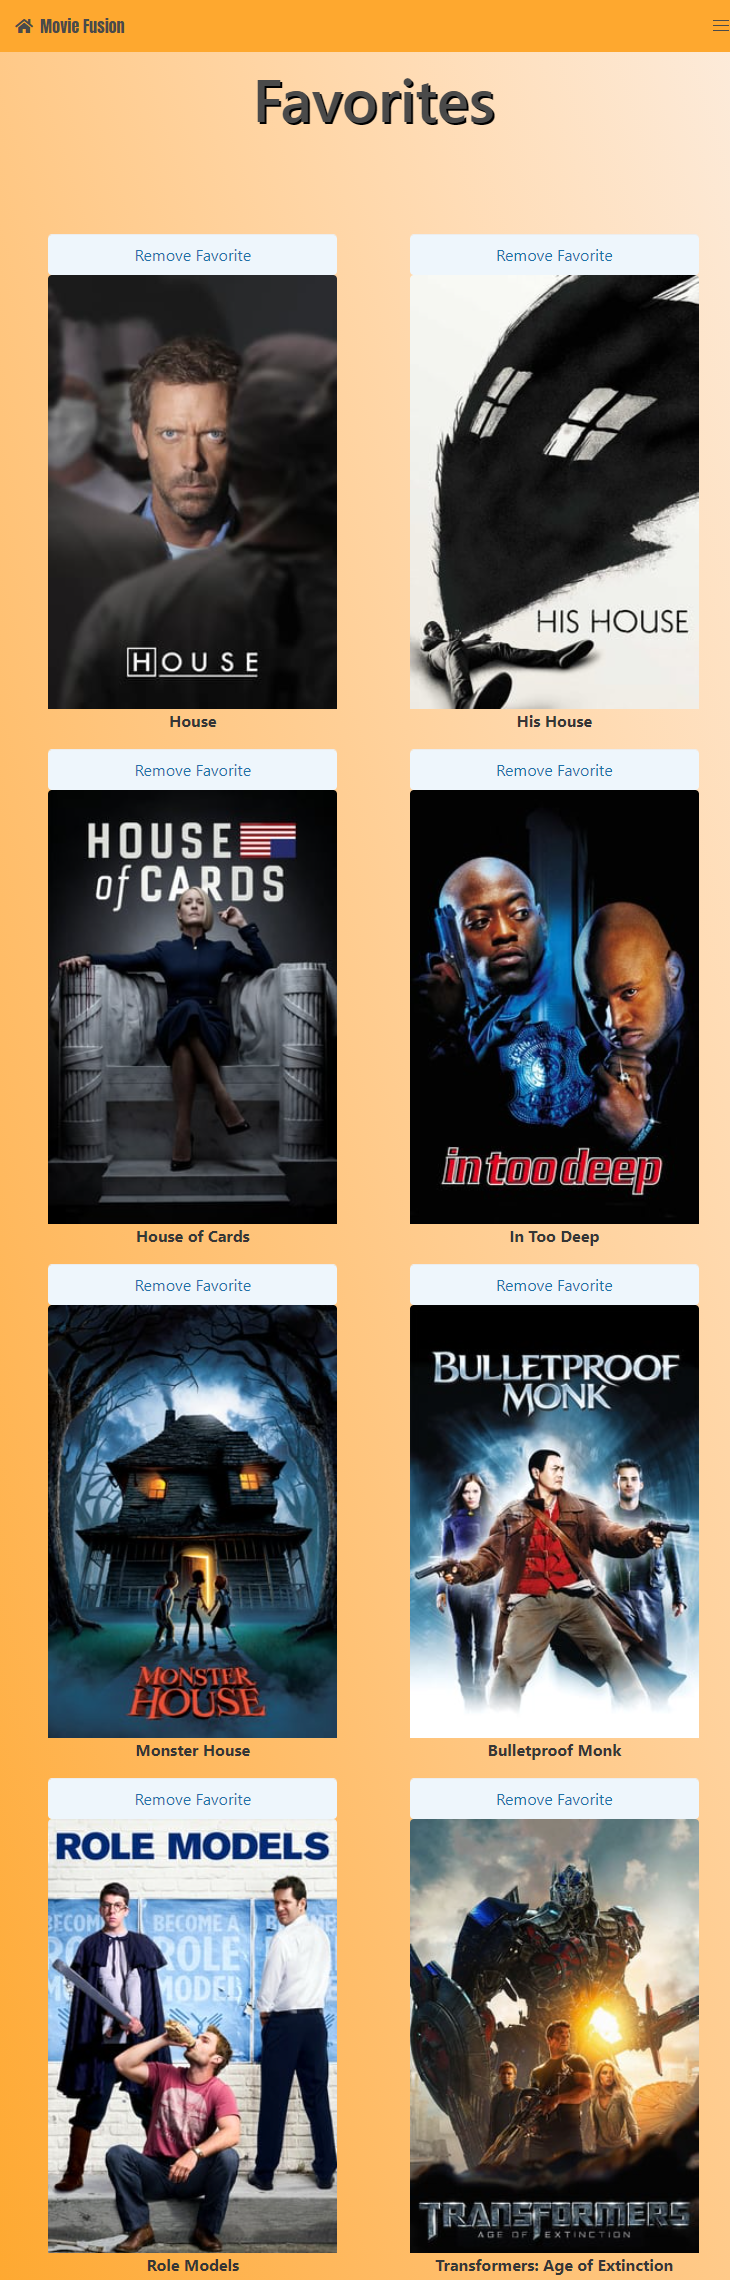 Movie Fusion
Favorites
Remove Favorite
Remove Favorite
HOUSE
HIS HOUSE
House
His House
Remove Favorite
Remove Favorite
HOUSE
of CARDS
in too deep
House of Cards
In Too Deep
Remove Favorite
Remove Favorite
BULLETPROOF
MONK
MONSTER
HOUSE
Monster House
Bulletproof Monk
Remove Favorite
Remove Favorite
ROLE MODELS
BECOME A
ROLE
MODEL
TRANSFORMERS
AGE OF EXTINCTION
Role Models
Transformers: Age of Extinction